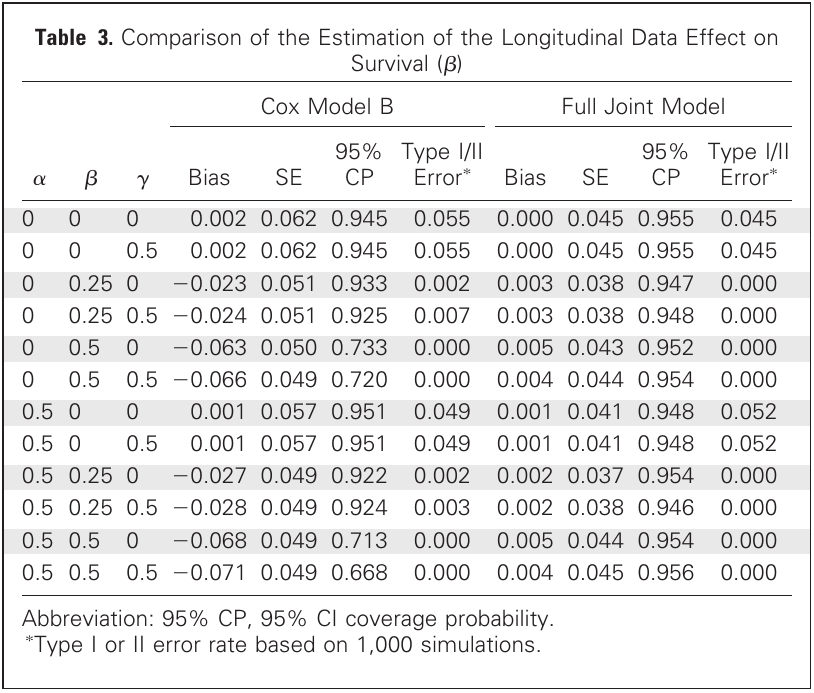 Table 3. Comparison of the Estimation of the Longitudinal Data Effect on
Survival (β)
Cox Model B Full Joint Model
95% Type I/II 95% Type I/II
α β γ Bias SE CP Error* Bias SE CP Error*
0 0 0 0.002 0.062 0.945 0.055 0.000 0.045 0.955 0.045
0 0 0.5 0.002 0.062 0.945 0.055 0.000 0.045 0.955 0.045
0 0.25 0 −0.023 0.051 0.933 0.002 0.003 0.038 0.947 0.000
0 0.25 0.5 −0.024 0.051 0.925 0.007 0.003 0.038 0.948 0.000
0 0.5 0 −0.063 0.050 0.733 0.000 0.005 0.043 0.952 0.000
0 0.5 0.5 −0.066 0.049 0.720 0.000 0.004 0.044 0.954 0.000
0.5 0 0 0.001 0.057 0.951 0.049 0.001 0.041 0.948 0.052
0.5 0 0.5 0.001 0.057 0.951 0.049 0.001 0.041 0.948 0.052
0.5 0.25 0 −0.027 0.049 0.922 0.002 0.002 0.037 0.954 0.000
0.5 0.25 0.5 −0.028 0.049 0.924 0.003 0.002 0.038 0.946 0.000
0.5 0.5 0 −0.068 0.049 0.713 0.000 0.005 0.044 0.954 0.000
0.5 0.5 0.5 −0.071 0.049 0.668 0.000 0.004 0.045 0.956 0.000
Abbreviation: 95% CP, 95% CI coverage probability.
*Type I or II error rate based on 1,000 simulations.